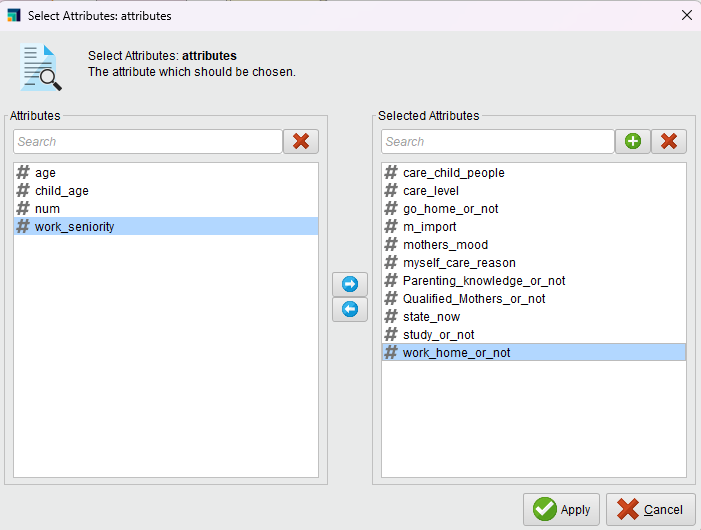 Select Attributes: attributes
Select Attributes: attributes
The attribute which should be chosen.
Attributes
Search
age
child_age
num
work_seniority
Selected Attributes
Search
care_child_people
care_level
go_home_or_not
m_import
mothers_mood
myself_care_reason
Parenting_knowledge_or_not
Qualified_Mothers_or_not
state_now
study_or_not
work_home_or_not
Apply
Cancel